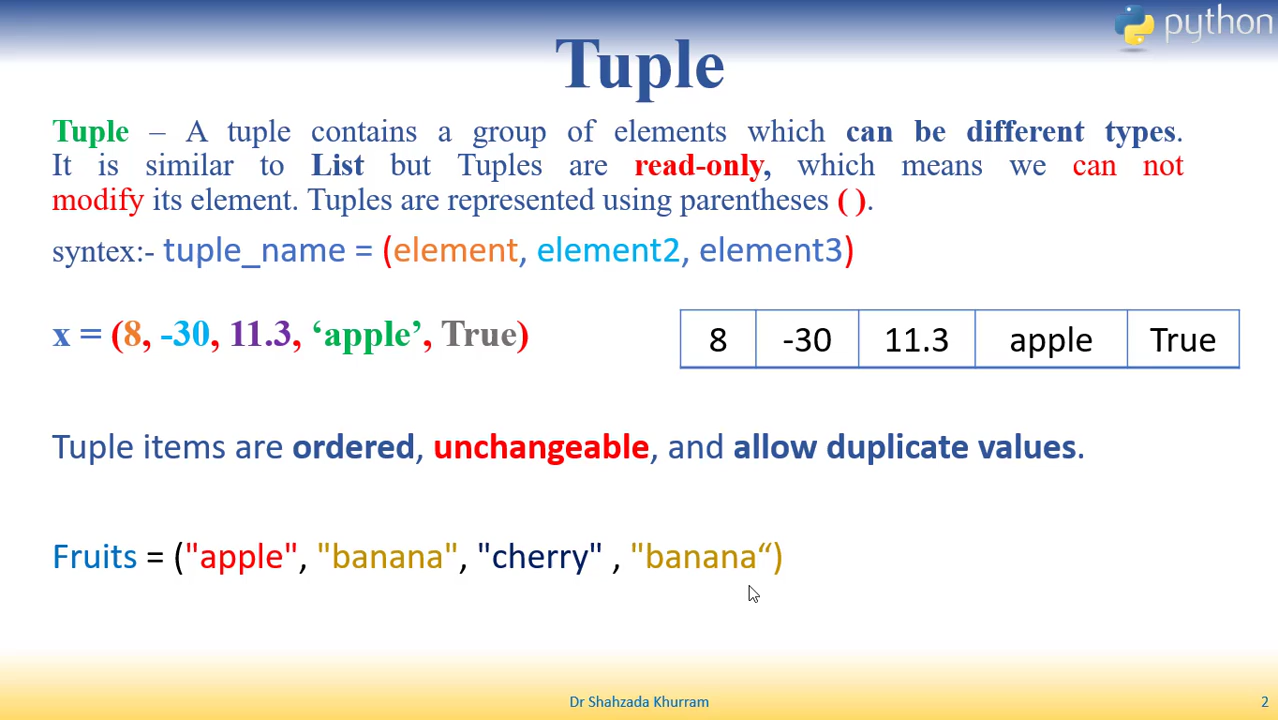 python
Tuple
Tuple – A tuple contains a group of elements which can be different types.
It is similar to List but Tuples are read-only, which means we can not
modify its element. Tuples are represented using parentheses ( ).
syntex:- tuple_name = (element, element2, element3)
x = (8, -30, 11.3, ‘apple’, True)
8 -30 11.3 apple True
Tuple items are ordered, unchangeable, and allow duplicate values.
Fruits = ("apple", "banana", "cherry" , "banana“)
Dr Shahzada Khurram
2